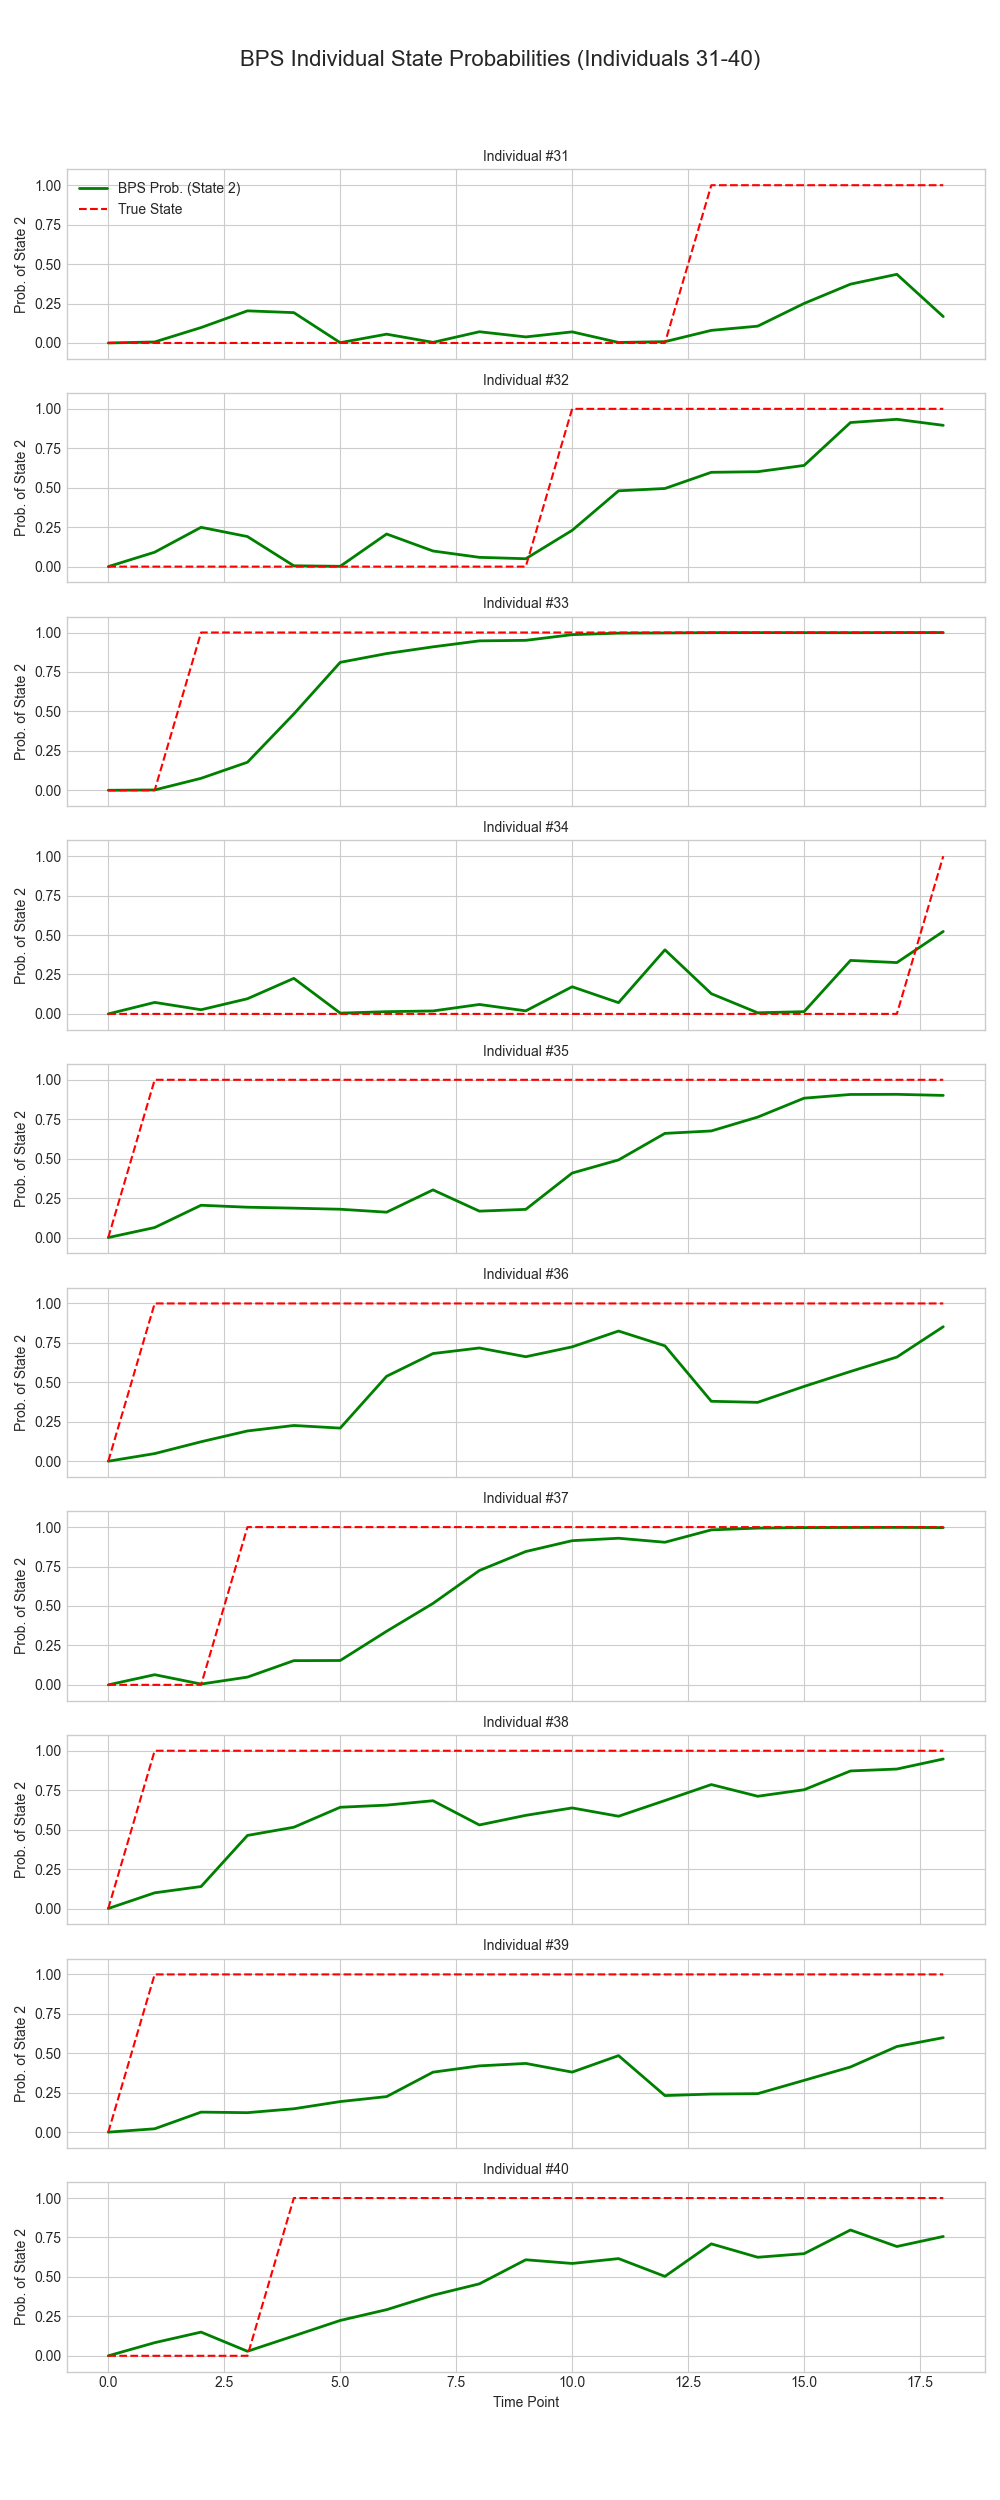 BPS Individual State Probabilities (Individuals 31-40)
Individual #31
BPS Prob. (State 2)
True State
Prob. of State 2
1.00
0.75
0.50
0.25
0.00
Individual #32
Prob. of State 2
1.00
0.75
0.50
0.25
0.00
Individual #33
Prob. of State 2
1.00
0.75
0.50
0.25
0.00
Individual #34
Prob. of State 2
1.00
0.75
0.50
0.25
0.00
Individual #35
Prob. of State 2
1.00
0.75
0.50
0.25
0.00
Individual #36
Prob. of State 2
1.00
0.75
0.50
0.25
0.00
Individual #37
Prob. of State 2
1.00
0.75
0.50
0.25
0.00
Individual #38
Prob. of State 2
1.00
0.75
0.50
0.25
0.00
Individual #39
Prob. of State 2
1.00
0.75
0.50
0.25
0.00
Individual #40
Prob. of State 2
1.00
0.75
0.50
0.25
0.00
0.0 2.5 5.0 7.5 10.0 12.5 15.0 17.5
Time Point